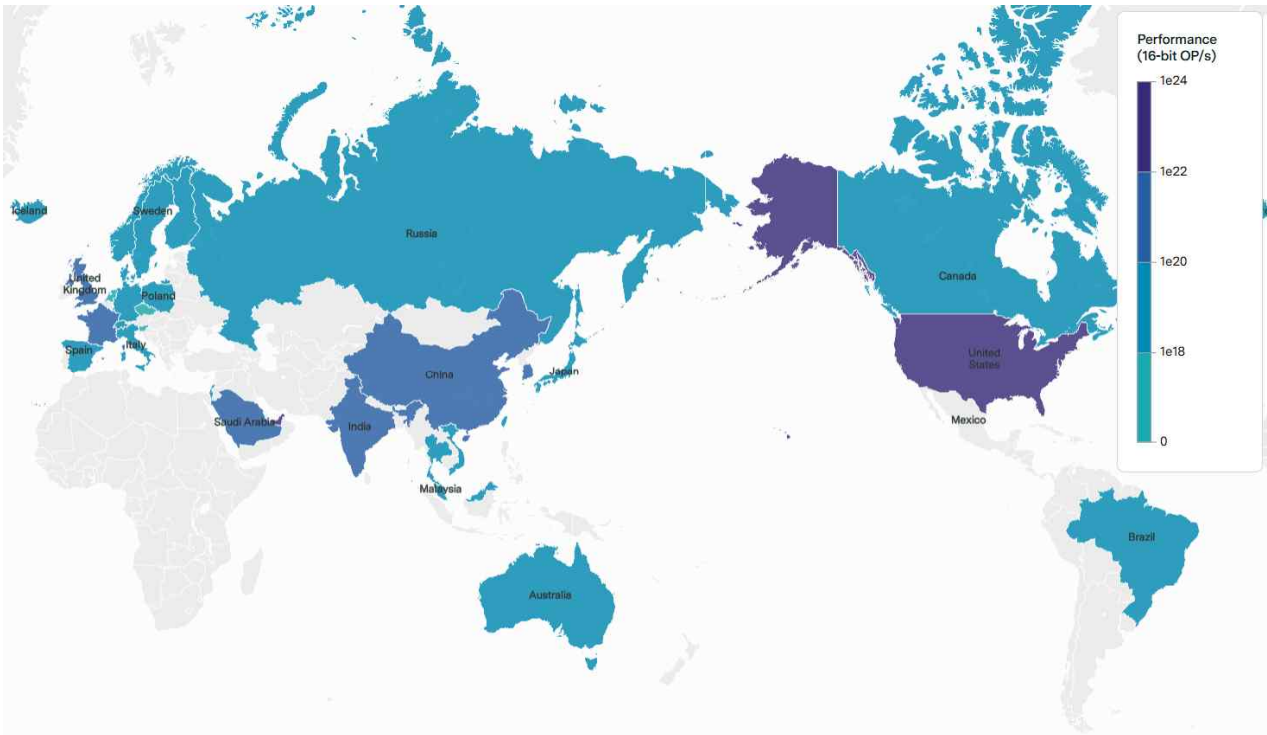 Performance
(16-bit OP/s)
1e24
1e22
1e20
1e18
0
Iceland
Sweden
Russia
United
Kingdom
Poland
Spain
Italy
Canada
China
Japan
United
States
Saudi Arabia
India
Mexico
Malaysia
Brazil
Australia